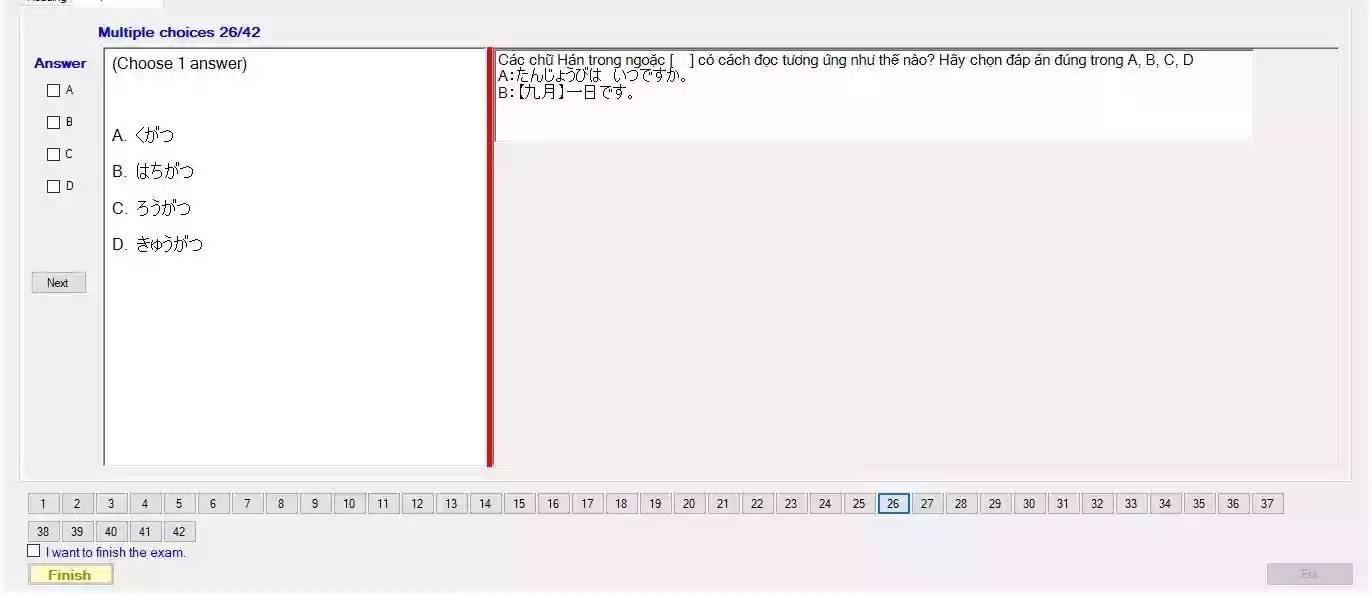 Multiple choices 26/42
Answer
A
B
C
D
Next
(Choose 1 answer)
A. くがつ
B. はちがつ
C. ろうがつ
D. きゅうがつ
Các chữ Hán trong ngoặc [ ] có cách đọc tương ứng như thế nào? Hãy chọn đáp án đúng trong A, B, C, D
A:たんじょうびは いつですか。
B:【九月】一日です。
1 2 3 4 5 6 7 8 9 10 11 12 13 14 15 16 17 18 19 20 21 22 23 24 25 26 27 28 29 30 31 32 33 34 35 36 37
38 39 40 41 42
I want to finish the exam.
Finish